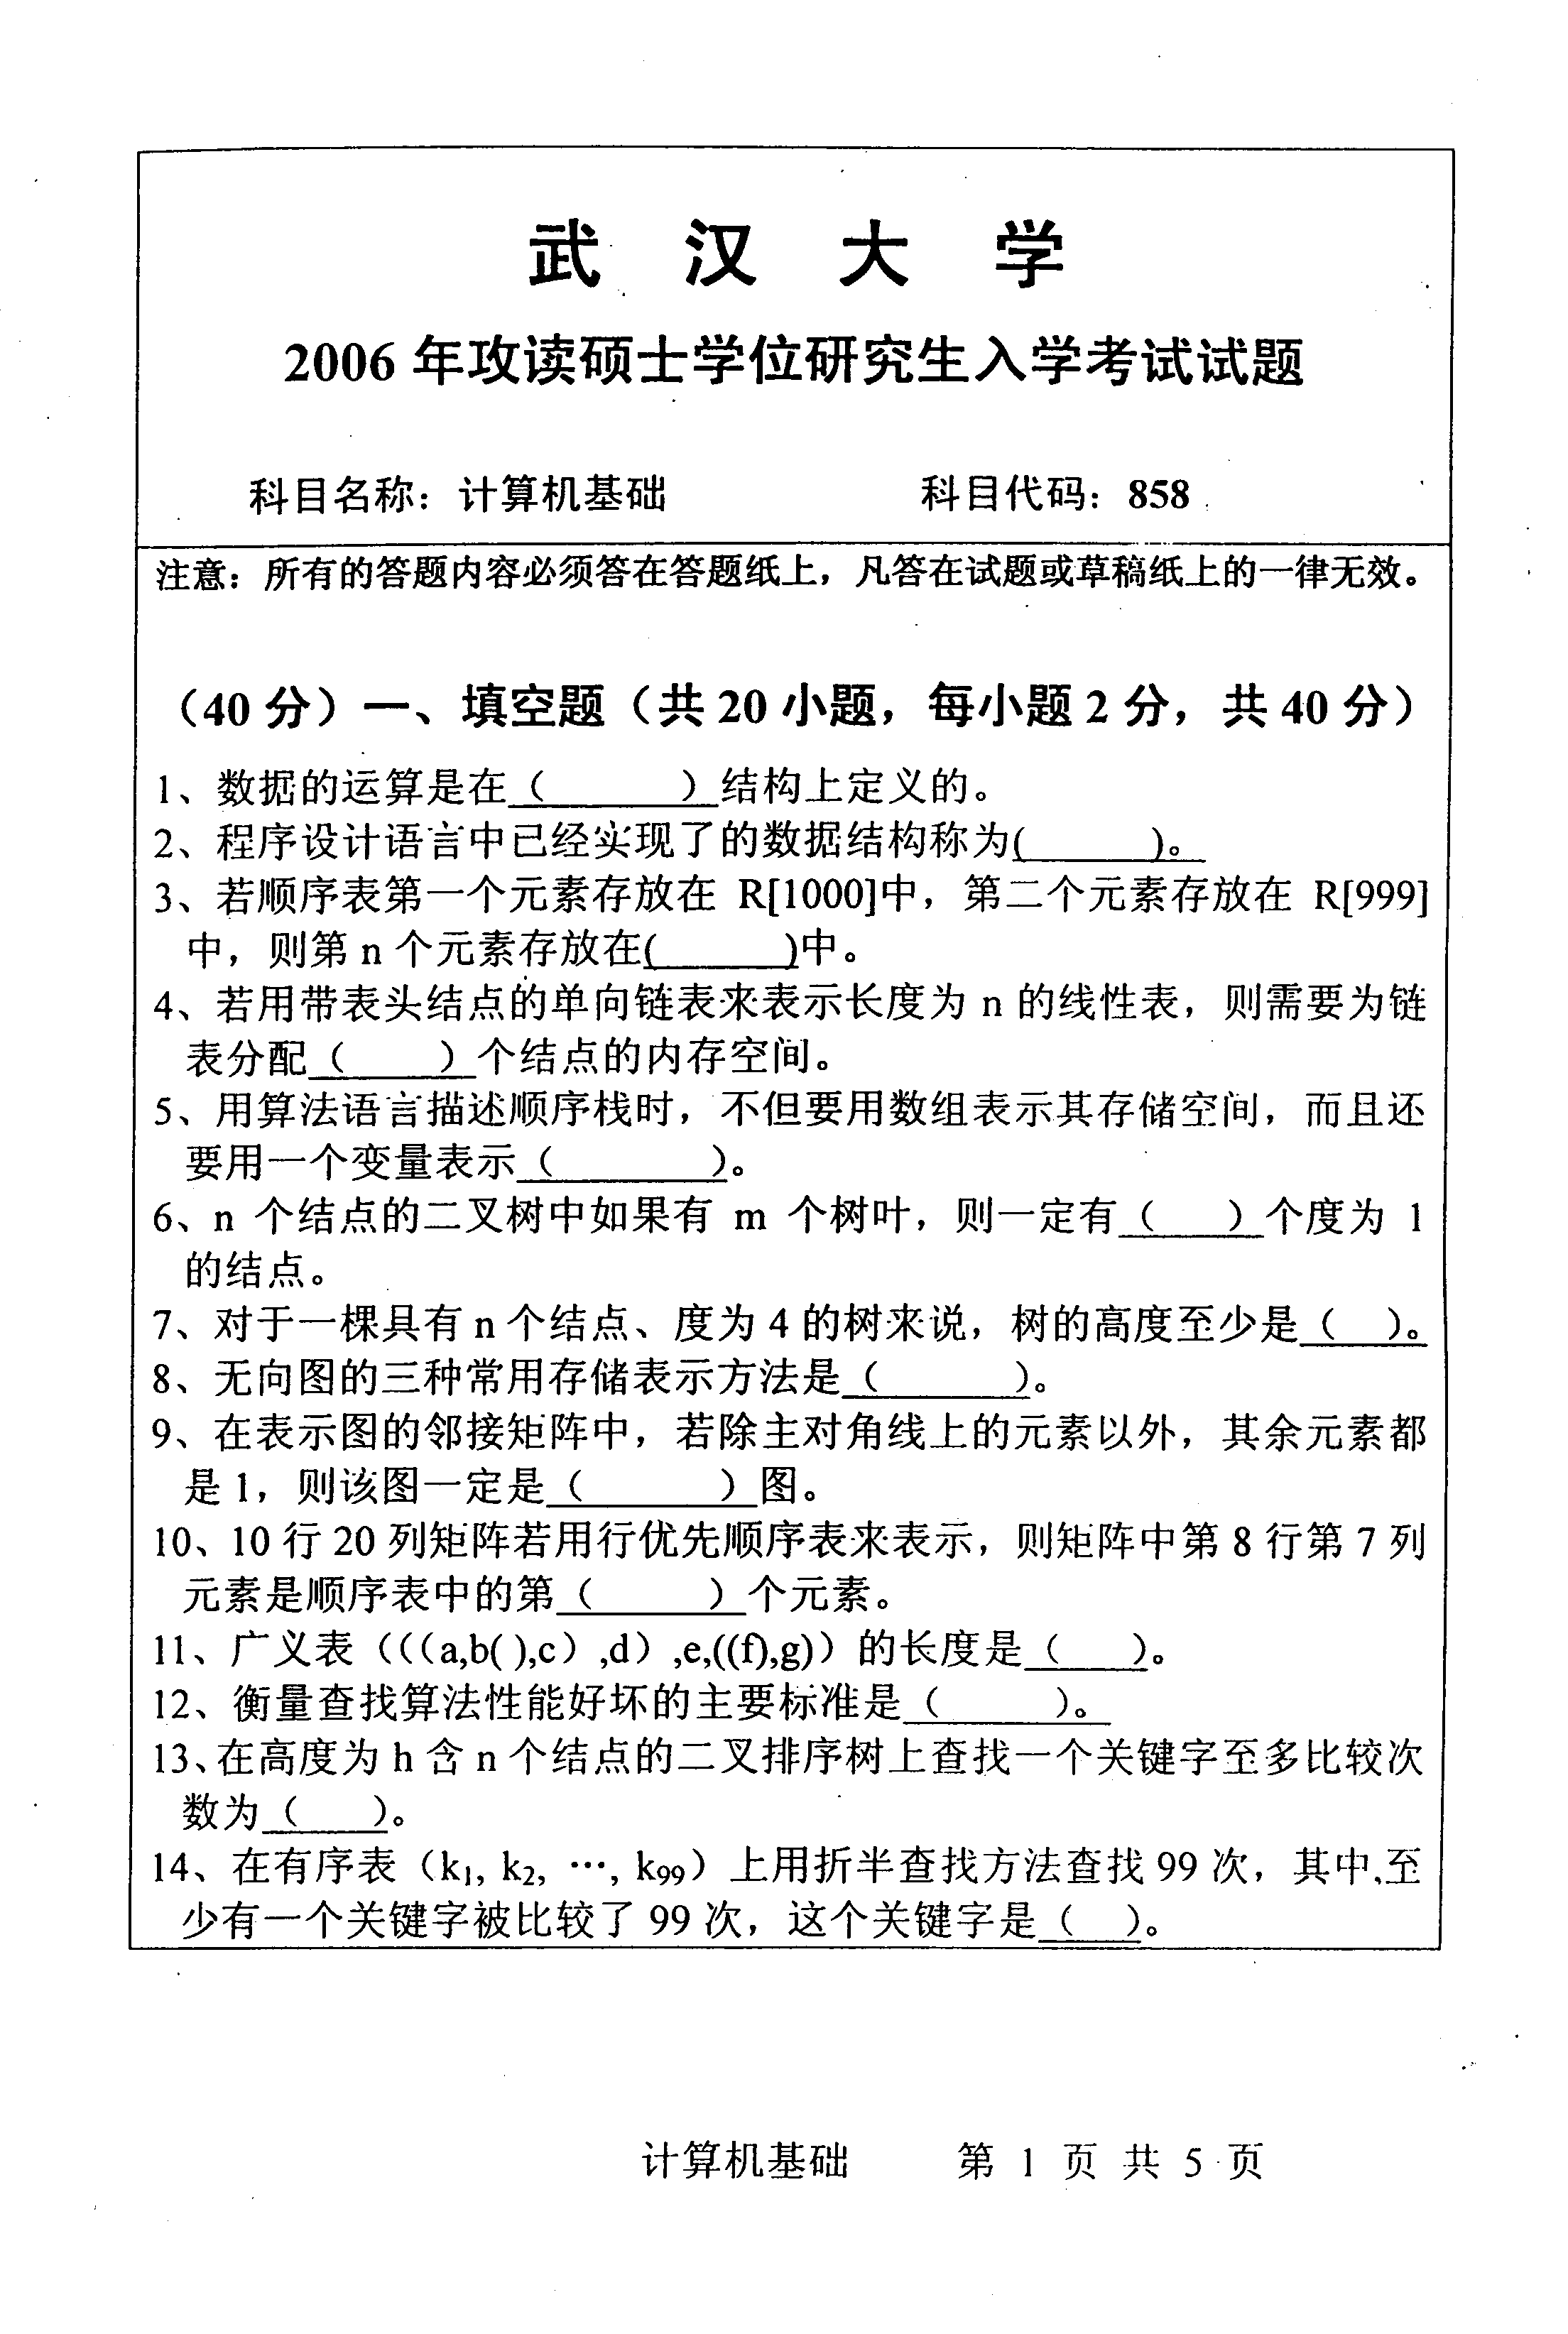 武 汉 大 学
2006 年攻读硕士学位研究生入学考试试题
科目名称：计算机基础 科目代码：858
注意：所有的答题内容必须答在答题纸上，凡答在试题或草稿纸上的一律无效。
（40 分）一、填空题（共 20 小题，每小题 2 分，共 40 分）
1、数据的运算是在（ ）结构上定义的。
2、程序设计语言中已经实现了的数据结构称为( )。
3、若顺序表第一个元素存放在 R[1000]中，第二个元素存放在 R[999]
中，则第 n 个元素存放在( )中。
4、若用带表头结点的单向链表来表示长度为 n 的线性表，则需要为链
表分配（ ）个结点的内存空间。
5、用算法语言描述顺序栈时，不但要用数组表示其存储空间，而且还
要用一个变量表示（ ）。
6、n 个结点的二叉树中如果有 m 个树叶，则一定有（ ）个度为 1
的结点。
7、对于一棵具有 n 个结点、度为 4 的树来说，树的高度至少是（ ）。
8、无向图的三种常用存储表示方法是（ ）。
9、在表示图的邻接矩阵中，若除主对角线上的元素以外，其余元素都
是 1，则该图一定是（ ）图。
10、10 行 20 列矩阵若用行优先顺序表来表示，则矩阵中第 8 行第 7 列
元素是顺序表中的第（ ）个元素。
11、广义表（（（a,b( ),c）,d）,e,((f),g)）的长度是（ ）。
12、衡量查找算法性能好坏的主要标准是（ ）。
13、在高度为 h 含 n 个结点的二叉排序树上查找一个关键字至多比较次
数为（ ）。
14、在有序表（k₁, k₂, …, k₉₉）上用折半查找方法查找 99 次，其中至
少有一个关键字被比较了 99 次，这个关键字是（ ）。
计算机基础 第 1 页 共 5 页